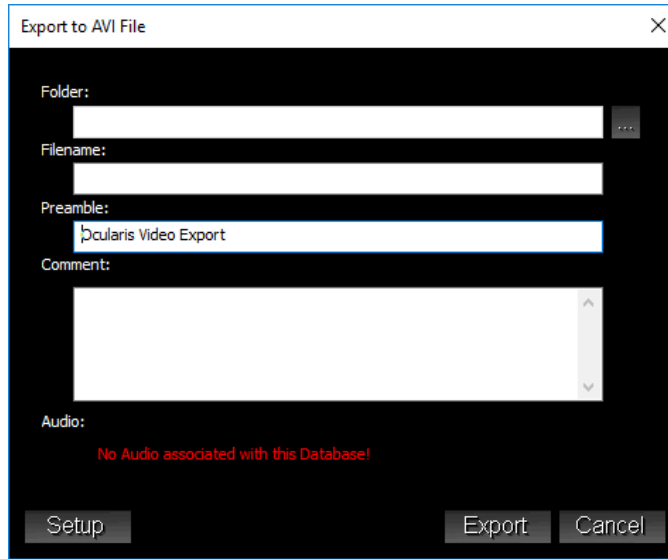 Export to AVI File
Folder:
...
Filename:
Preamble:
Ocularis Video Export
Comment:
Audio:
No Audio associated with this Database!
Setup Export Cancel